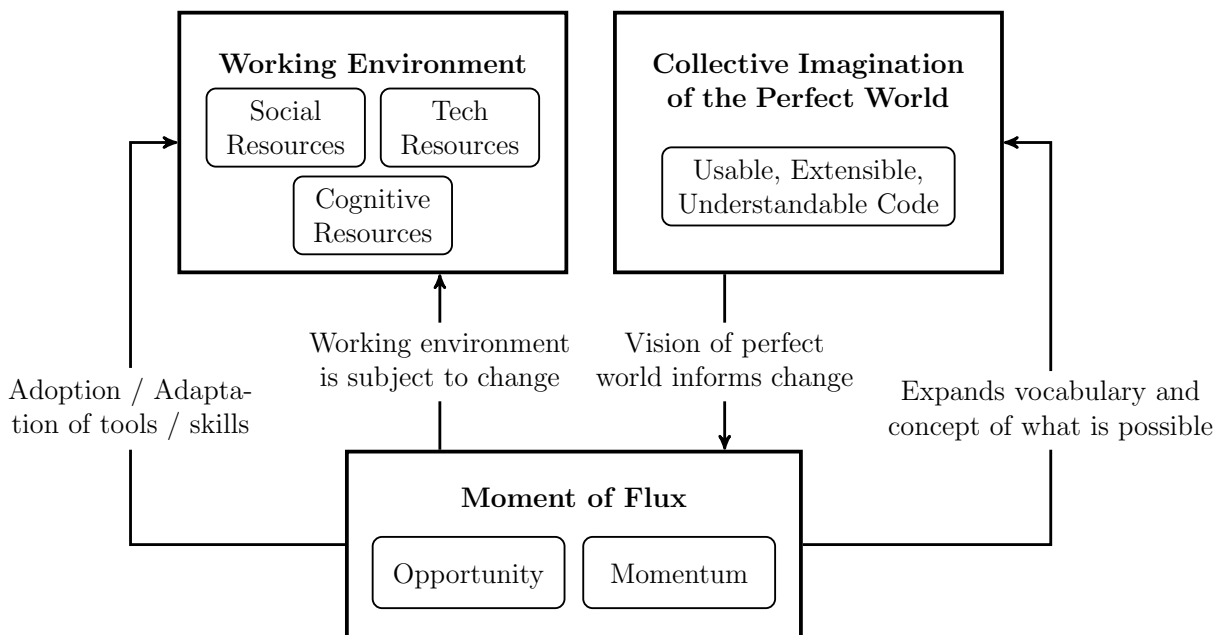 Working Environment
Social
Resources
Tech
Resources
Cognitive
Resources
Collective Imagination
of the Perfect World
Usable, Extensible,
Understandable Code
Adoption / Adapta-
tion of tools / skills
Working environment
is subject to change
Vision of perfect
world informs change
Expands vocabulary and
concept of what is possible
Moment of Flux
Opportunity
Momentum